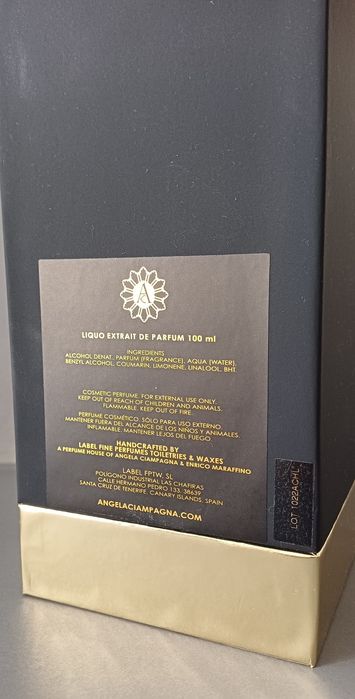 LIQUO EXTRAIT DE PARFUM 100 ml
INGREDIENTS
ALCOHOL DENAT, PARFUM (FRAGRANCE), AQUA (WATER),
BENZYL ALCOHOL, COUMARIN, LIMONENE, LINALOOL, BHT.
COSMETIC PERFUME. FOR EXTERNAL USE ONLY.
KEEP OUT OF REACH OF CHILDREN AND ANIMALS.
FLAMMABLE. KEEP OUT OF FIRE.
PERFUME COSMÉTICO. SÓLO PARA USO EXTERNO.
MANTENER FUERA DEL ALCANCE DE LOS NIÑOS Y ANIMALES.
INFLAMABLE. MANTENER LEJOS DEL FUEGO
HANDCRAFTED BY
LABEL FINE PERFUMES TOILETRIES & WAXES
A PERFUME HOUSE OF ANGELA CIAMPAGNA & ENRICO MARAFFINO
LABEL FPTW, SL
POLIGONO INDUSTRIAL LAS CHAFIRAS
CALLE HERMANO PEDRO 133, 38639
SANTA CRUZ DE TENERIFE, CANARY ISLANDS, SPAIN
ANGELACIAMPAGNA.COM
LOT